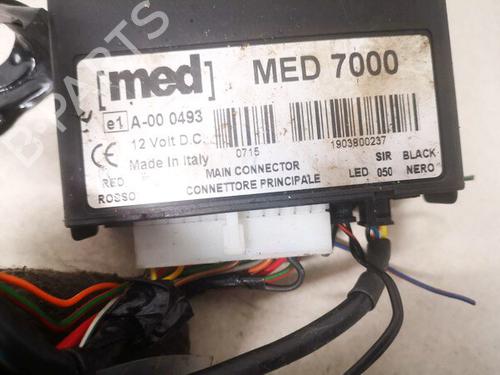 [med] MED 7000
e1 A-00 0493
12 Volt D.C
Made In Italy
0715
1903800237
MAIN CONNECTOR
CONNETTORE PRINCIPALE
RED
ROSSO
SIR BLACK
LED 050 NERO
B-PARTS